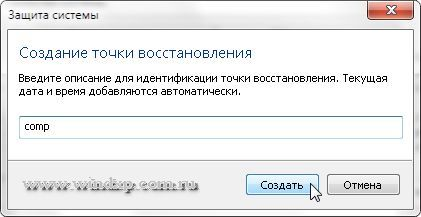 Защита системы
Создание точки восстановления
Введите описание для идентификации точки восстановления. Текущая
дата и время добавляются автоматически.
comp
www.windxp.com.ru
Создать
Отмена